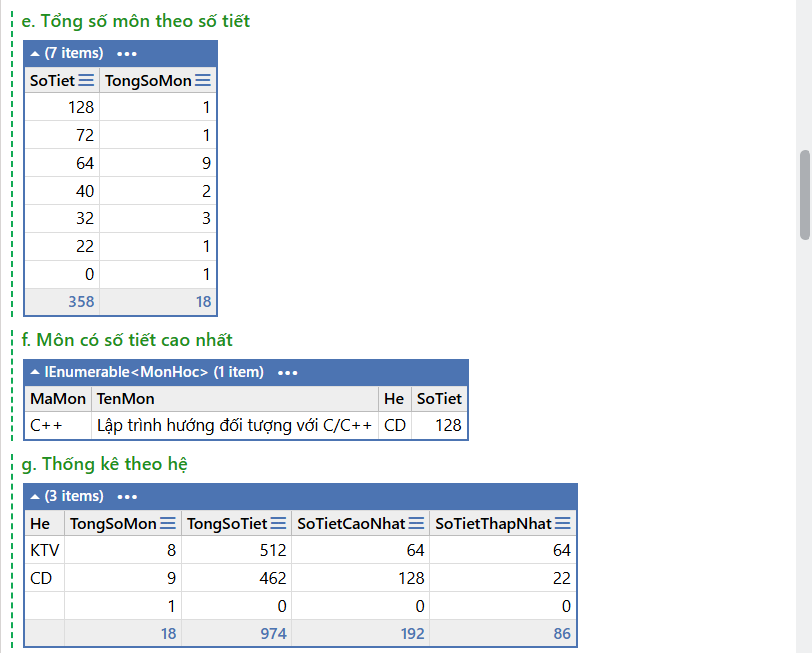 e. Tổng số môn theo số tiết
(7 items) •••
SoTiet TongSoMon
128 1
72 1
64 9
40 2
32 3
22 1
0 1
358 18
f. Môn có số tiết cao nhất
IEnumerable<MonHoc> (1 item) •••
MaMon TenMon He SoTiet
C++ Lập trình hướng đối tượng với C/C++ CD 128
g. Thống kê theo hệ
(3 items) •••
He TongSoMon TongSoTiet SoTietCaoNhat SoTietThapNhat
KTV 8 512 64 64
CD 9 462 128 22
1 0 0 0
18 974 192 86